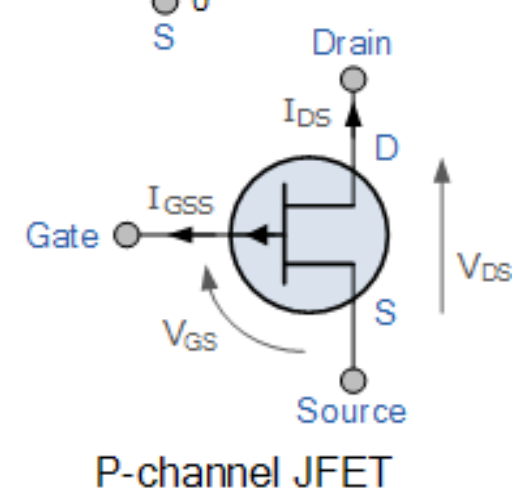 S
Drain
IDS
D
IGSS
Gate
VDS
S
VGS
Source
P-channel JFET